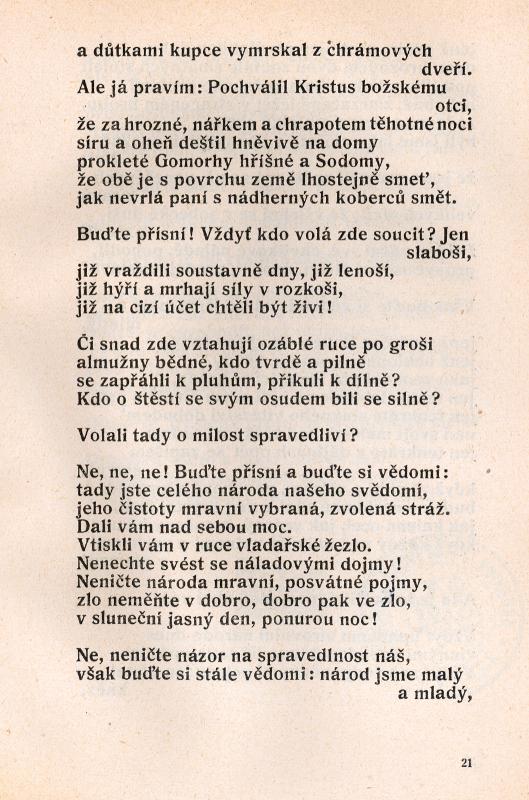 a důtkami kupce vymrskal z chrámových
dveří.
Ale já pravím: Pochválil Kristus božskému
otci,
že za hrozné, nářkem a chrapotem těhotné noci
síru a oheň deštil hněvivě na domy
prokleté Gomorhy hříšné a Sodomy,
že obě je s povrchu země lhostejně smeť,
jak nevrlá paní s nádherných koberců smět.
Buďte přísní! Vždyť kdo volá zde soucit? Jen
slaboši,
již vraždili soustavně dny, již lenoší,
již hýří a mrhají síly v rozkoši,
již na cizí účet chtěli být živi!
Či snad zde vztahují ozáblé ruce po groši
almužny bědné, kdo tvrdě a pilně
se zapřáhli k pluhům, přikuli k dílně?
Kdo o štěstí se svým osudem bili se silně?
Volali tady o milost spravedliví?
Ne, ne, ne! Buďte přísní a buďte si vědomi:
tady jste celého národa našeho svědomí,
jeho čistoty mravní vybraná, zvolená stráž.
Dali vám nad sebou moc.
Vtiskli vám v ruce vladařské žezlo.
Nenechte svést se náladovými dojmy!
Neničte národa mravní, posvátné pojmy,
zlo neměňte v dobro, dobro pak ve zlo,
v sluneční jasný den, ponurou noc!
Ne, neničte názor na spravedlnost náš,
však buďte si stále vědomi: národ jsme malý
a mladý,
21